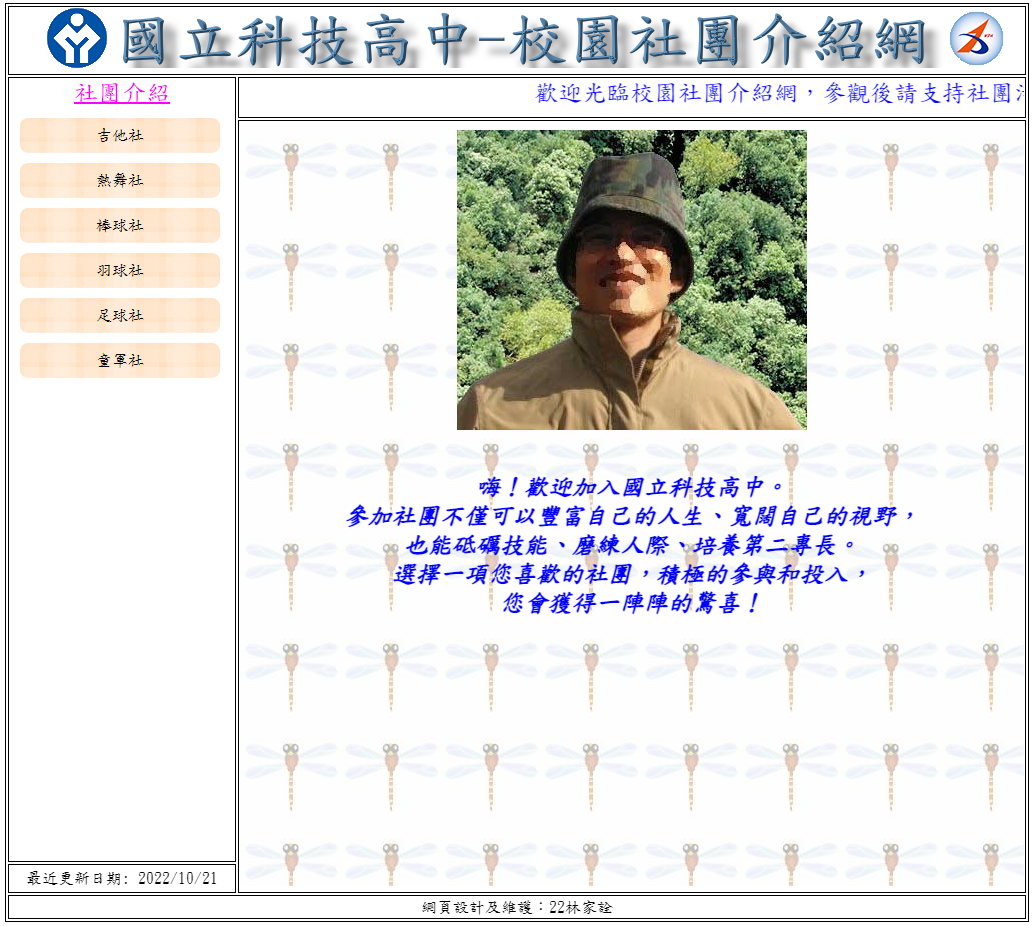 國立科技高中-校園社團介紹網
社團介紹
吉他社
熱舞社
棒球社
羽球社
足球社
童軍社
最近更新日期: 2022/10/21
歡迎光臨校園社團介紹網，參觀後請支持社團
嗨！歡迎加入國立科技高中。
參加社團不僅可以豐富自己的人生、寬闊自己的視野，
也能砥礪技能、磨練人際、培養第二專長。
選擇一項您喜歡的社團，積極的參與和投入，
您會獲得一陣陣的驚喜！
網頁設計及維護：22林家詮